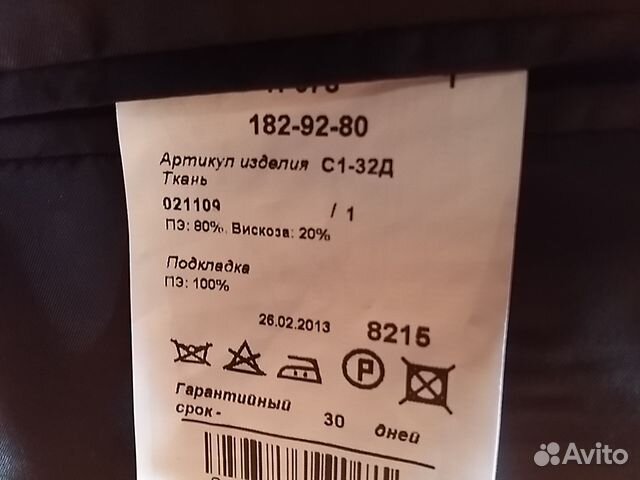 182-92-80
Артикул изделия С1-32Д
Ткань
021109 / 1
ПЭ: 80%. Вискоза: 20%
Подкладка
ПЭ: 100%
26.02.2013 8215
P
Гарантийный
срок- 30 дней
Avito